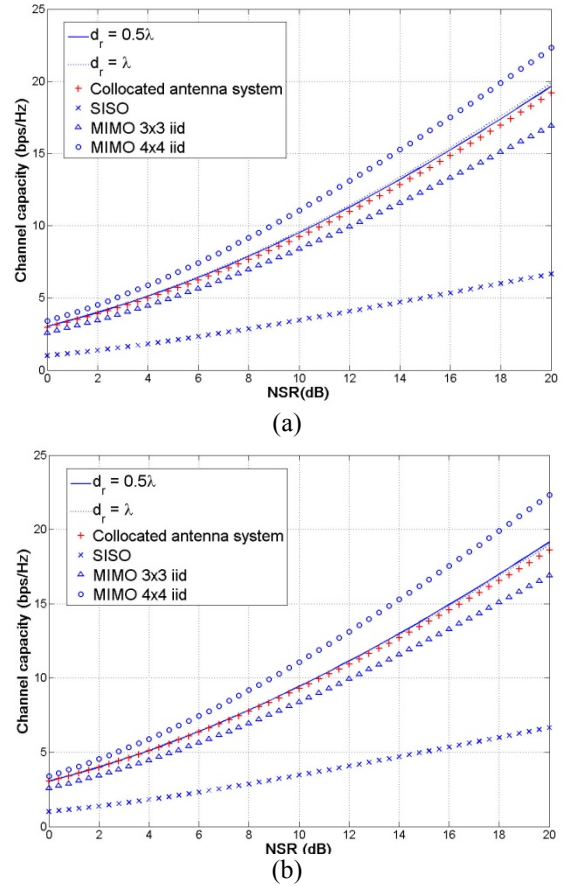 25
20
15
10
5
0
Channel capacity (bps/Hz)
d_r = 0.5λ
d_r = λ
Collocated antenna system
SISO
MIMO 3x3 iid
MIMO 4x4 iid
0 2 4 6 8 10 12 14 16 18 20
NSR(dB)
(a)
25
20
15
10
5
0
Channel capacity (bps/Hz)
d_r = 0.5λ
d_r = λ
Collocated antenna system
SISO
MIMO 3x3 iid
MIMO 4x4 iid
0 2 4 6 8 10 12 14 16 18 20
NSR (dB)
(b)